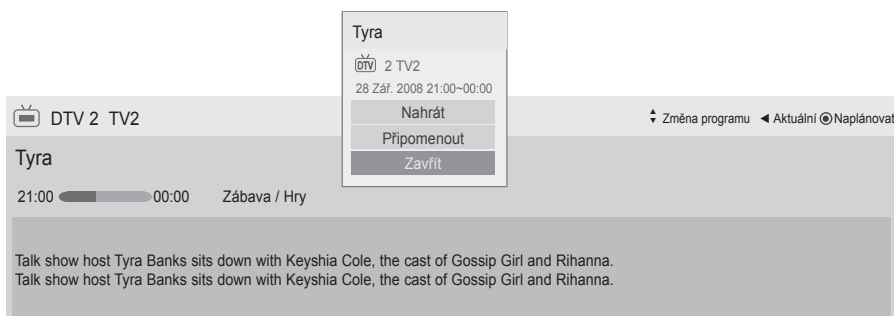 Tyra
DTV 2 TV2
28 Zář. 2008 21:00~00:00
Nahrát
Připomenout
Zavřít
DTV 2 TV2
Změna programu ◄ Aktuální Naplánovat
Tyra
21:00 00:00 Zábava / Hry
Talk show host Tyra Banks sits down with Keyshia Cole, the cast of Gossip Girl and Rihanna.
Talk show host Tyra Banks sits down with Keyshia Cole, the cast of Gossip Girl and Rihanna.